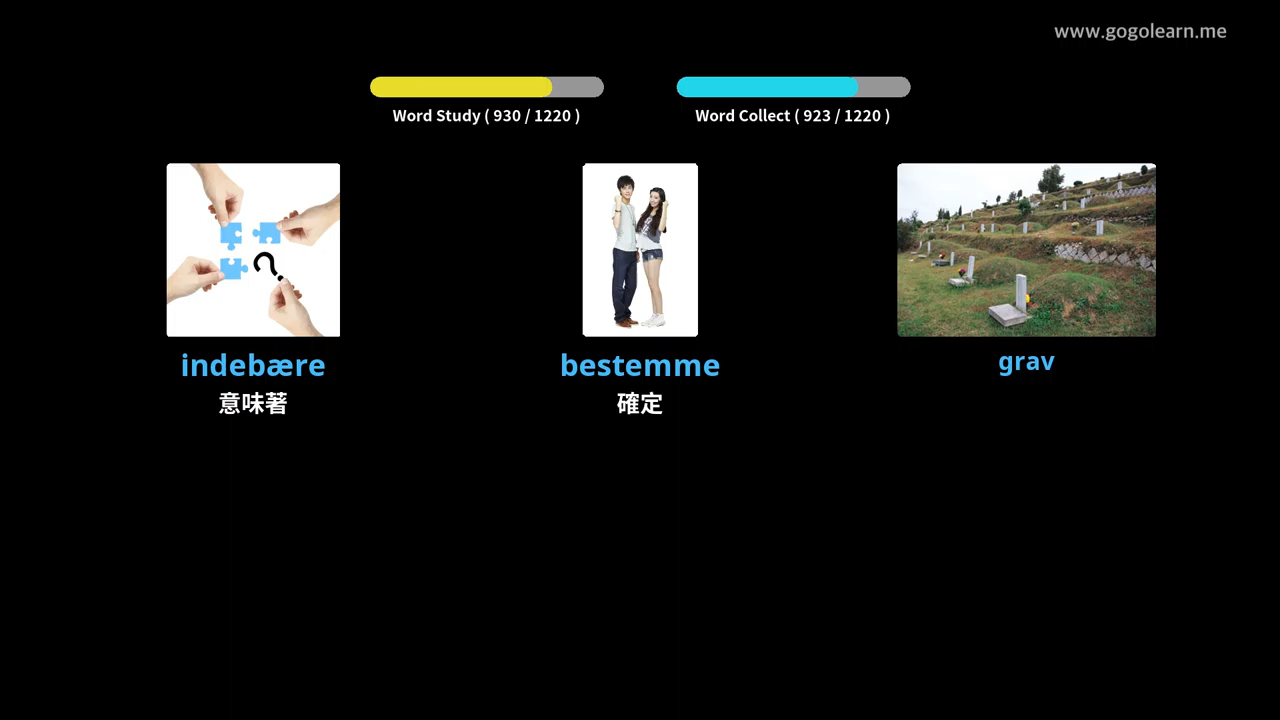 www.gogolearn.me
Word Study ( 930 / 1220 )
Word Collect ( 923 / 1220 )
indebære
意味著
bestemme
確定
grav